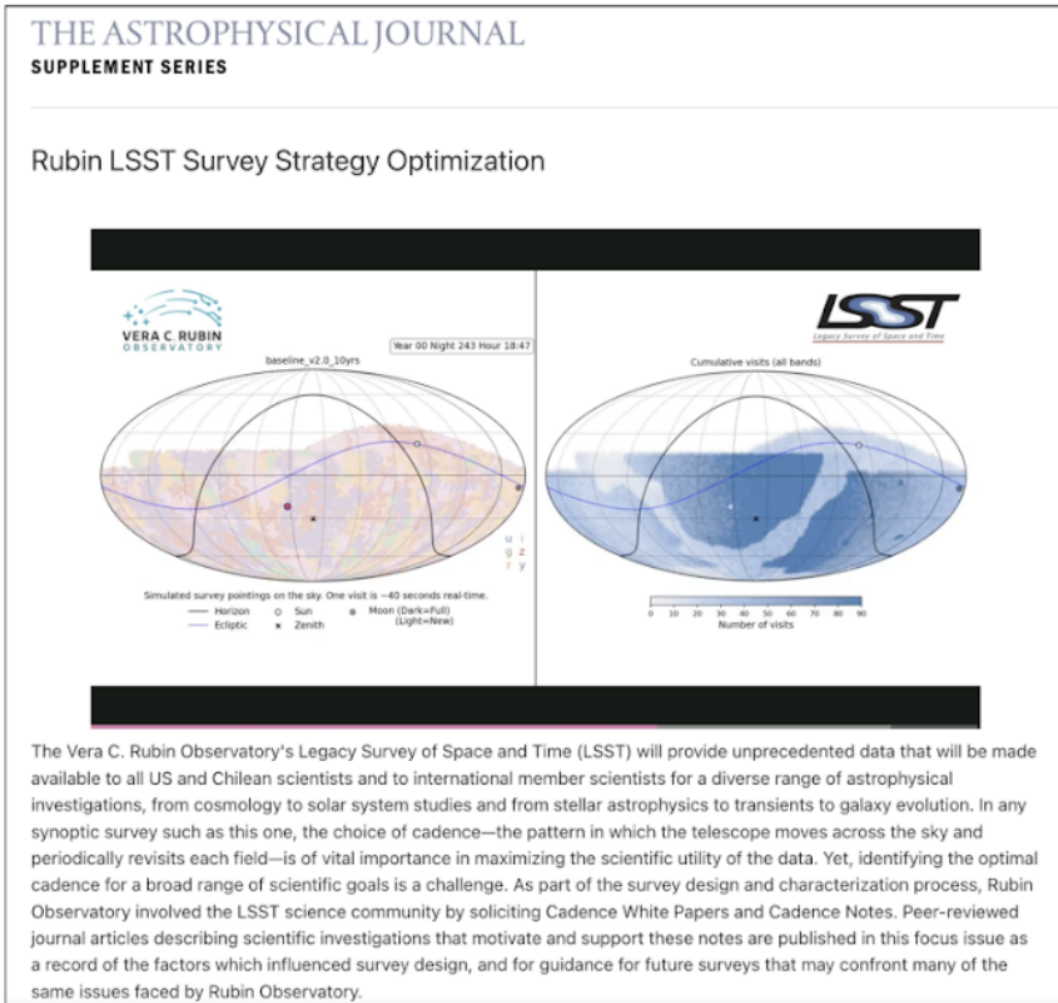 THE ASTROPHYSICAL JOURNAL
SUPPLEMENT SERIES
Rubin LSST Survey Strategy Optimization
VERA C. RUBIN
OBSERVATORY
LSST
Legacy Survey of Space and Time
Year 00 Night 243 Hour 18:47
baseline_v2.0_10yrs
Cumulative visits (all bands)
u i
g z
r y
Simulated survey pointings on the sky. One visit is ~40 seconds real-time.
Horizon Sun Moon (Dark=Full)
(Light=New)
Ecliptic Zenith
0 10 20 30 40 50 60 70 80 90
Number of visits
The Vera C. Rubin Observatory's Legacy Survey of Space and Time (LSST) will provide unprecedented data that will be made
available to all US and Chilean scientists and to international member scientists for a diverse range of astrophysical
investigations, from cosmology to solar system studies and from stellar astrophysics to transients to galaxy evolution. In any
synoptic survey such as this one, the choice of cadence—the pattern in which the telescope moves across the sky and
periodically revisits each field—is of vital importance in maximizing the scientific utility of the data. Yet, identifying the optimal
cadence for a broad range of scientific goals is a challenge. As part of the survey design and characterization process, Rubin
Observatory involved the LSST science community by soliciting Cadence White Papers and Cadence Notes. Peer-reviewed
journal articles describing scientific investigations that motivate and support these notes are published in this focus issue as
a record of the factors which influenced survey design, and for guidance for future surveys that may confront many of the
same issues faced by Rubin Observatory.